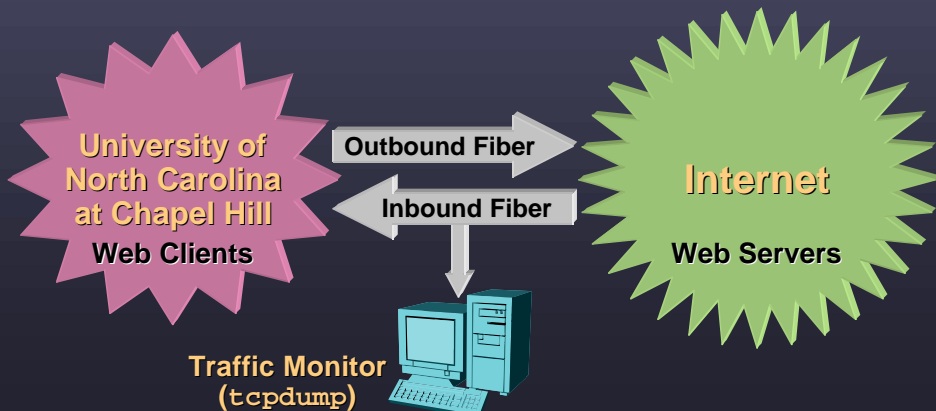 University of
North Carolina
at Chapel Hill
Web Clients
Outbound Fiber
Inbound Fiber
Internet
Web Servers
Traffic Monitor
(tcpdump)